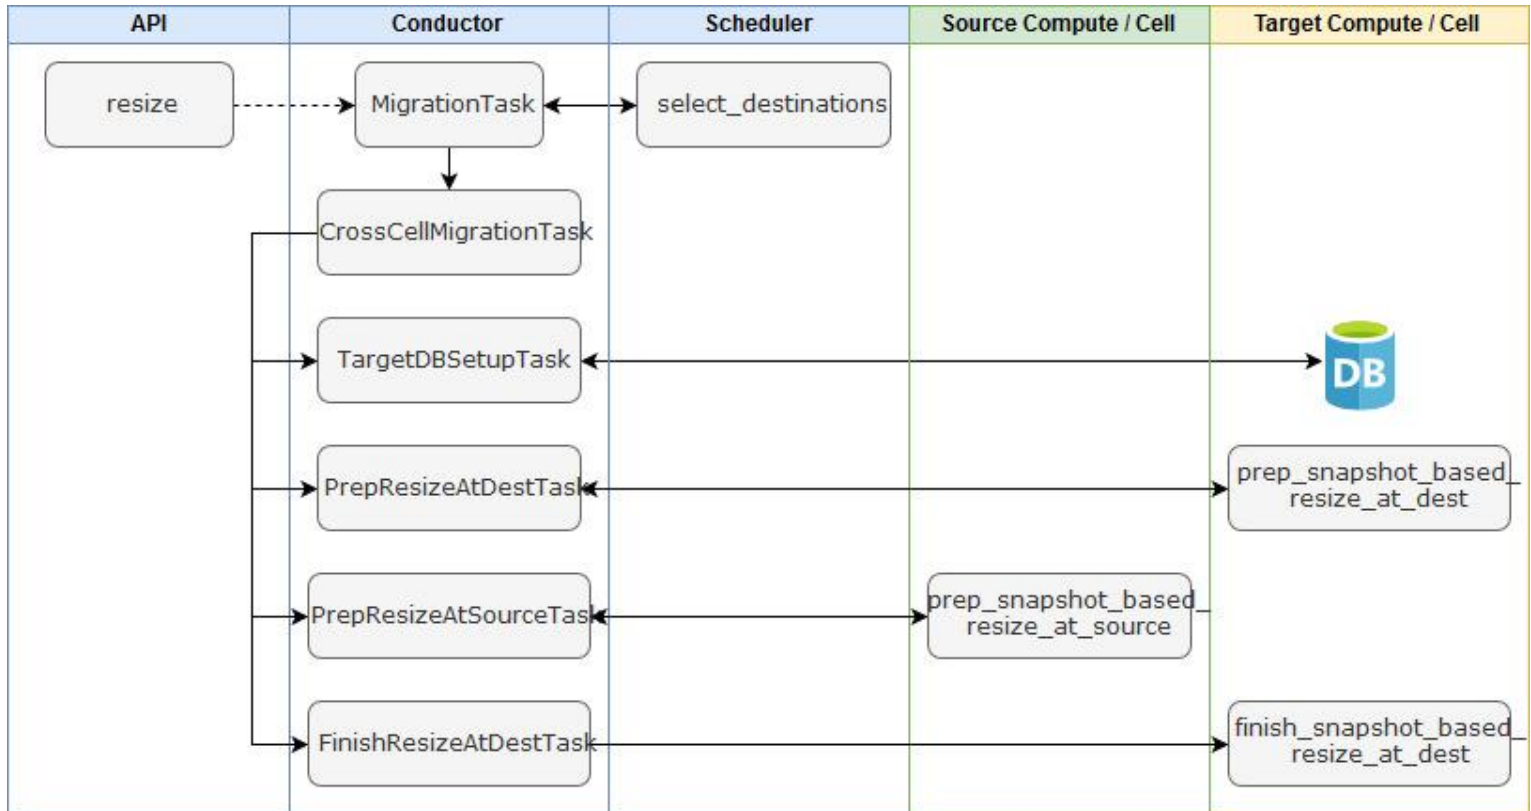 API
Conductor
Scheduler
Source Compute / Cell
Target Compute / Cell
resize
MigrationTask
select_destinations
CrossCellMigrationTask
TargetDBSetupTask
DB
PrepResizeAtDestTask
prep_snapshot_based_
resize_at_dest
PrepResizeAtSourceTask
prep_snapshot_based_
resize_at_source
FinishResizeAtDestTask
finish_snapshot_based_
resize_at_dest